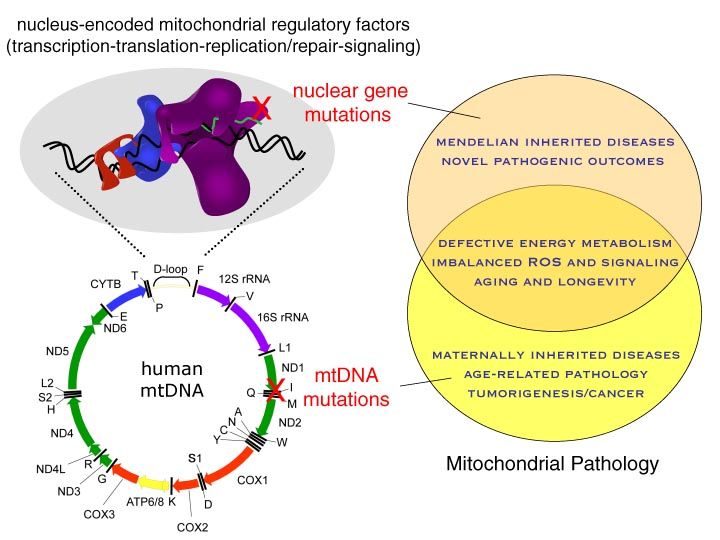 nucleus-encoded mitochondrial regulatory factors
(transcription-translation-replication/repair-signaling)
nuclear gene
mutations
X
MENDELIAN INHERITED DISEASES
NOVEL PATHOGENIC OUTCOMES
DEFECTIVE ENERGY METABOLISM
IMBALANCED ROS AND SIGNALING
AGING AND LONGEVITY
MATERNALLY INHERITED DISEASES
AGE-RELATED PATHOLOGY
TUMORIGENESIS/CANCER
Mitochondrial Pathology
human
mtDNA
mtDNA
mutations
X
D-loop
T
P
F
12S rRNA
V
16S rRNA
L1
ND1
I
Q
M
ND2
A
N
C
Y
W
COX1
S1
D
COX2
K
ATP6/8
COX3
G
ND3
R
ND4L
ND4
H
S2
L2
ND5
ND6
E
CYTB